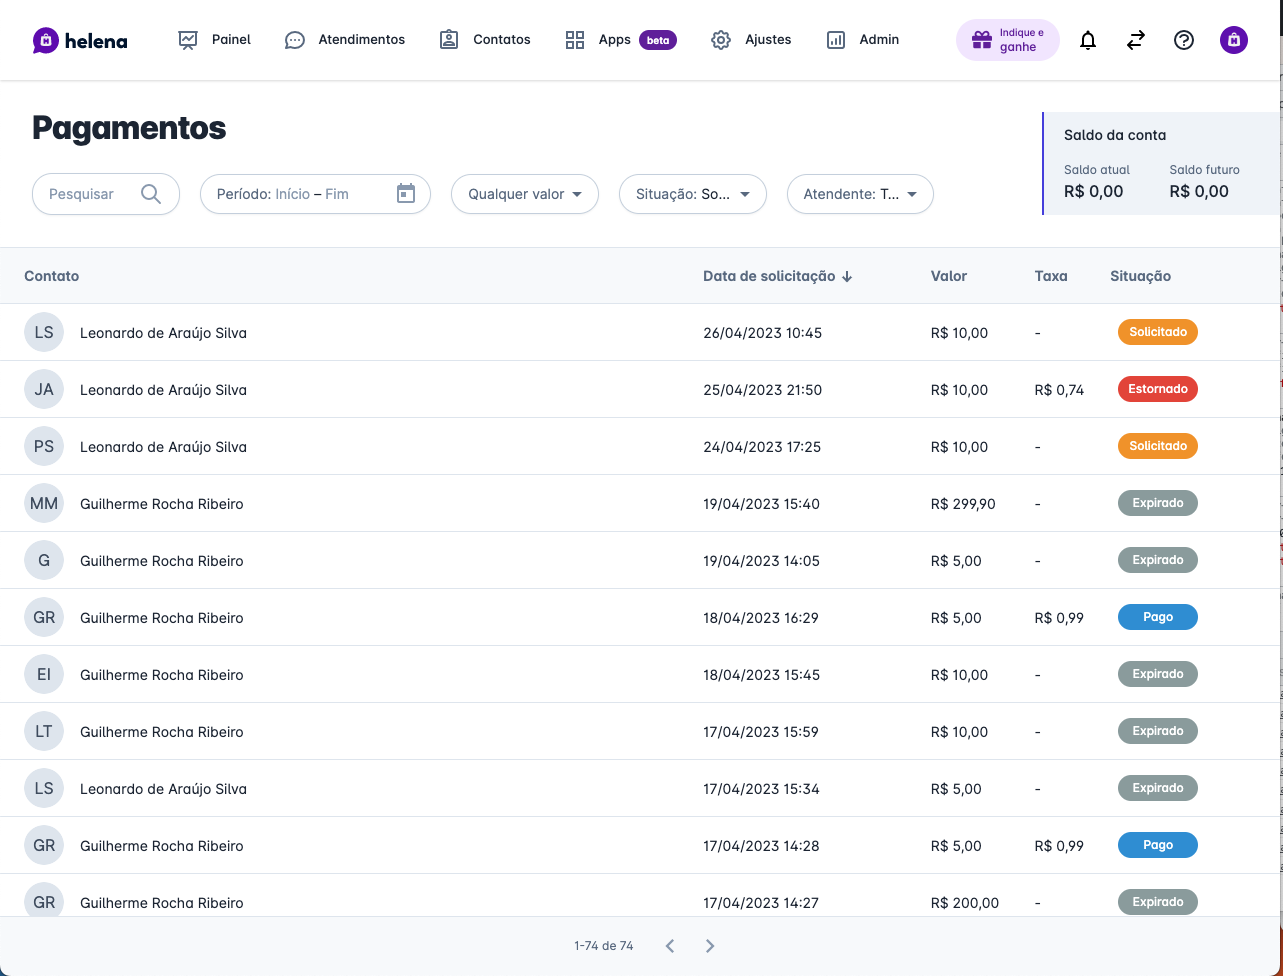 helena
Painel
Atendimentos
Contatos
Apps beta
Ajustes
Admin
Indique e
ganhe
Pagamentos
Pesquisar
Período: Início – Fim
Qualquer valor
Situação: So...
Atendente: T...
Saldo da conta
Saldo atual Saldo futuro
R$ 0,00 R$ 0,00
Contato Data de solicitação Valor Taxa Situação
LS Leonardo de Araújo Silva 26/04/2023 10:45 R$ 10,00 - Solicitado
JA Leonardo de Araújo Silva 25/04/2023 21:50 R$ 10,00 R$ 0,74 Estornado
PS Leonardo de Araújo Silva 24/04/2023 17:25 R$ 10,00 - Solicitado
MM Guilherme Rocha Ribeiro 19/04/2023 15:40 R$ 299,90 - Expirado
G Guilherme Rocha Ribeiro 19/04/2023 14:05 R$ 5,00 - Expirado
GR Guilherme Rocha Ribeiro 18/04/2023 16:29 R$ 5,00 R$ 0,99 Pago
EI Guilherme Rocha Ribeiro 18/04/2023 15:45 R$ 10,00 - Expirado
LT Guilherme Rocha Ribeiro 17/04/2023 15:59 R$ 10,00 - Expirado
LS Leonardo de Araújo Silva 17/04/2023 15:34 R$ 5,00 - Expirado
GR Guilherme Rocha Ribeiro 17/04/2023 14:28 R$ 5,00 R$ 0,99 Pago
GR Guilherme Rocha Ribeiro 17/04/2023 14:27 R$ 200,00 - Expirado
1-74 de 74